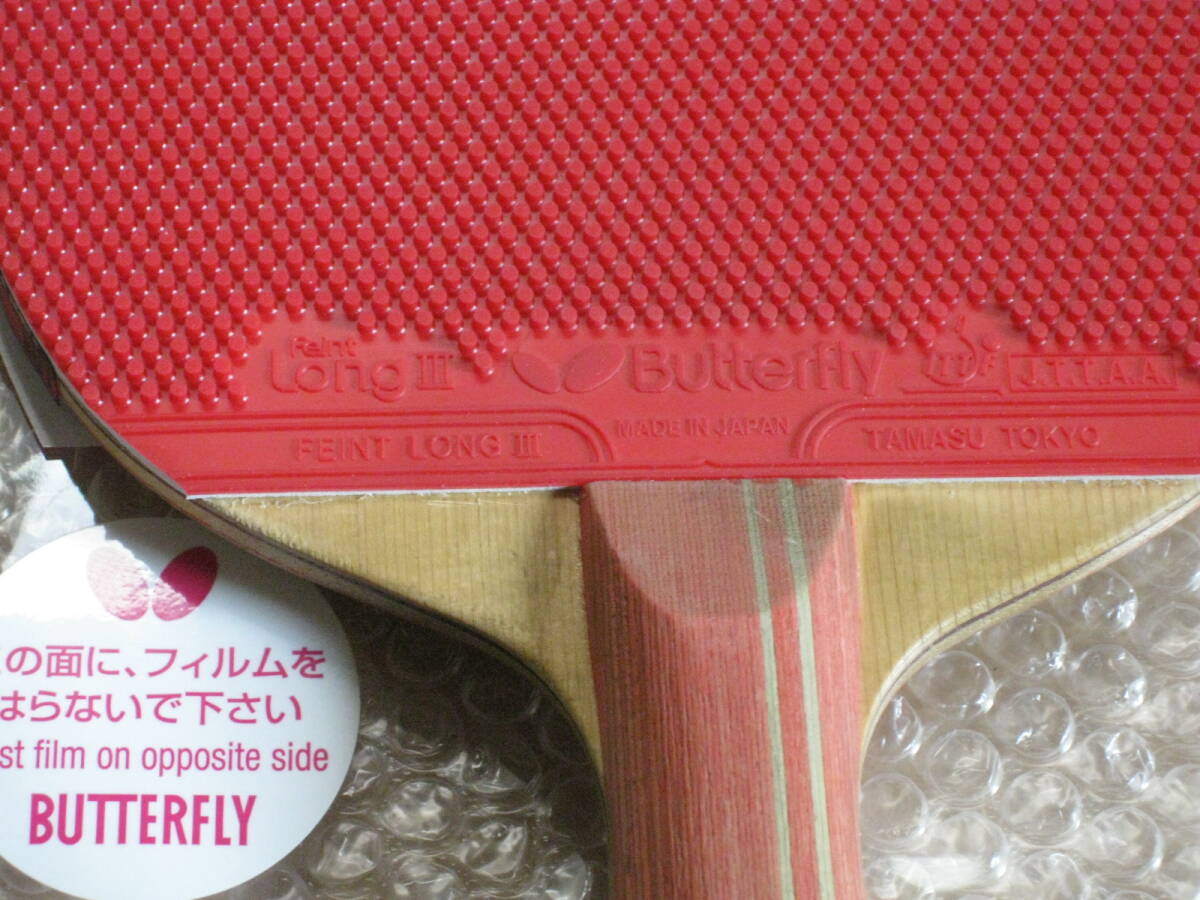 Feint
Long III
Butterfly
ITTF
J.T.T.A.A.
FEINT LONG III
MADE IN JAPAN
TAMASU TOKYO
の面に、フィルムを
はらないで下さい
st film on opposite side
BUTTERFLY